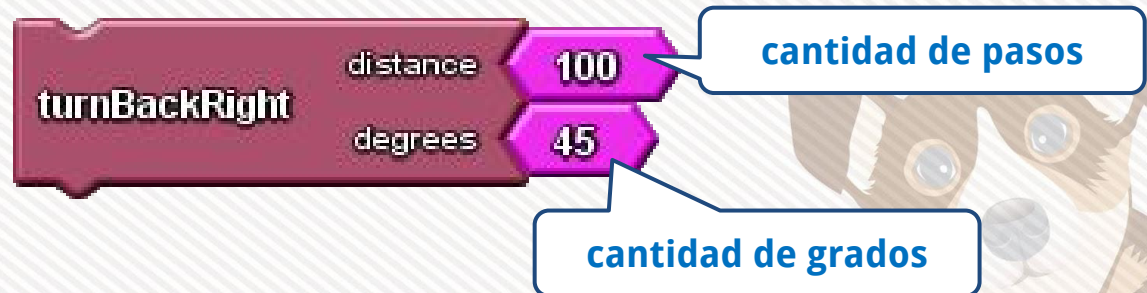 distance 100 cantidad de pasos
turnBackRight
degrees 45
cantidad de grados